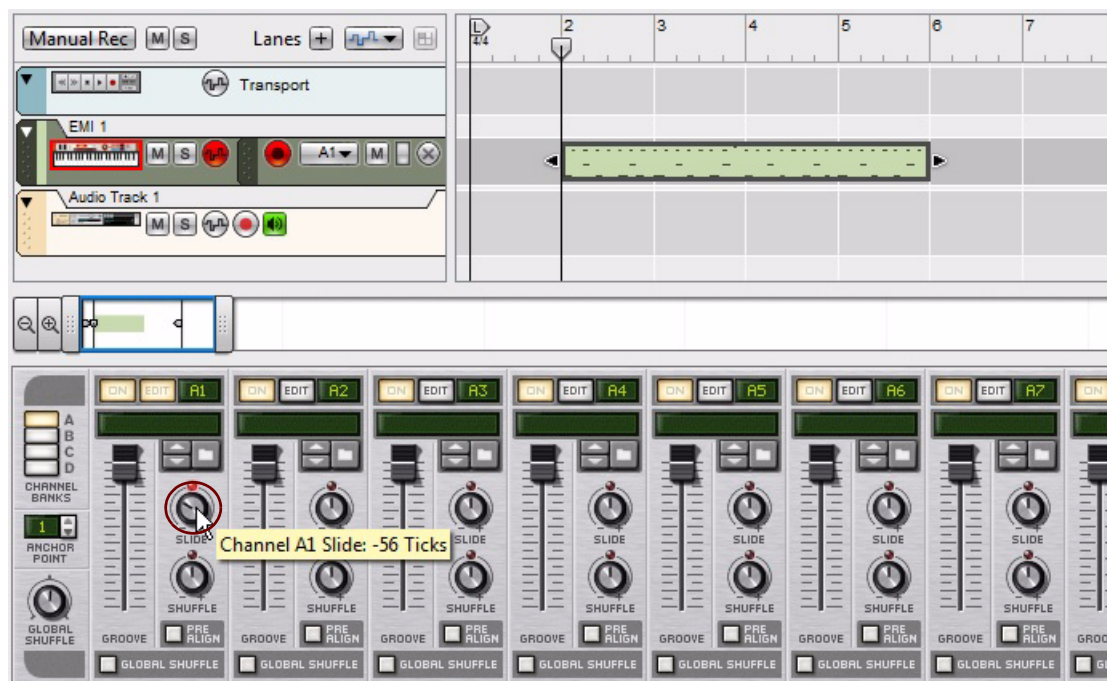 Manual Rec M S Lanes +
4/4 2 3 4 5 6 7
Transport
EMI 1
M S A1 M
Audio Track 1
M S
ON EDIT A1 ON EDIT A2 ON EDIT A3 ON EDIT A4 ON EDIT A5 ON EDIT A6 ON EDIT A7 ON
A
B
C
D
CHANNEL
BANKS
1
ANCHOR
POINT
SLIDE SLIDE SLIDE SLIDE SLIDE SLIDE
Channel A1 Slide: -56 Ticks
SHUFFLE SHUFFLE SHUFFLE SHUFFLE SHUFFLE SHUFFLE SHUFFLE
GLOBAL
SHUFFLE
GROOVE PRE ALIGN GROOVE PRE ALIGN GROOVE PRE ALIGN GROOVE PRE ALIGN GROOVE PRE ALIGN GROOVE PRE ALIGN GROOVE PRE ALIGN GROO
GLOBAL SHUFFLE GLOBAL SHUFFLE GLOBAL SHUFFLE GLOBAL SHUFFLE GLOBAL SHUFFLE GLOBAL SHUFFLE GLOBAL SHUFFLE G